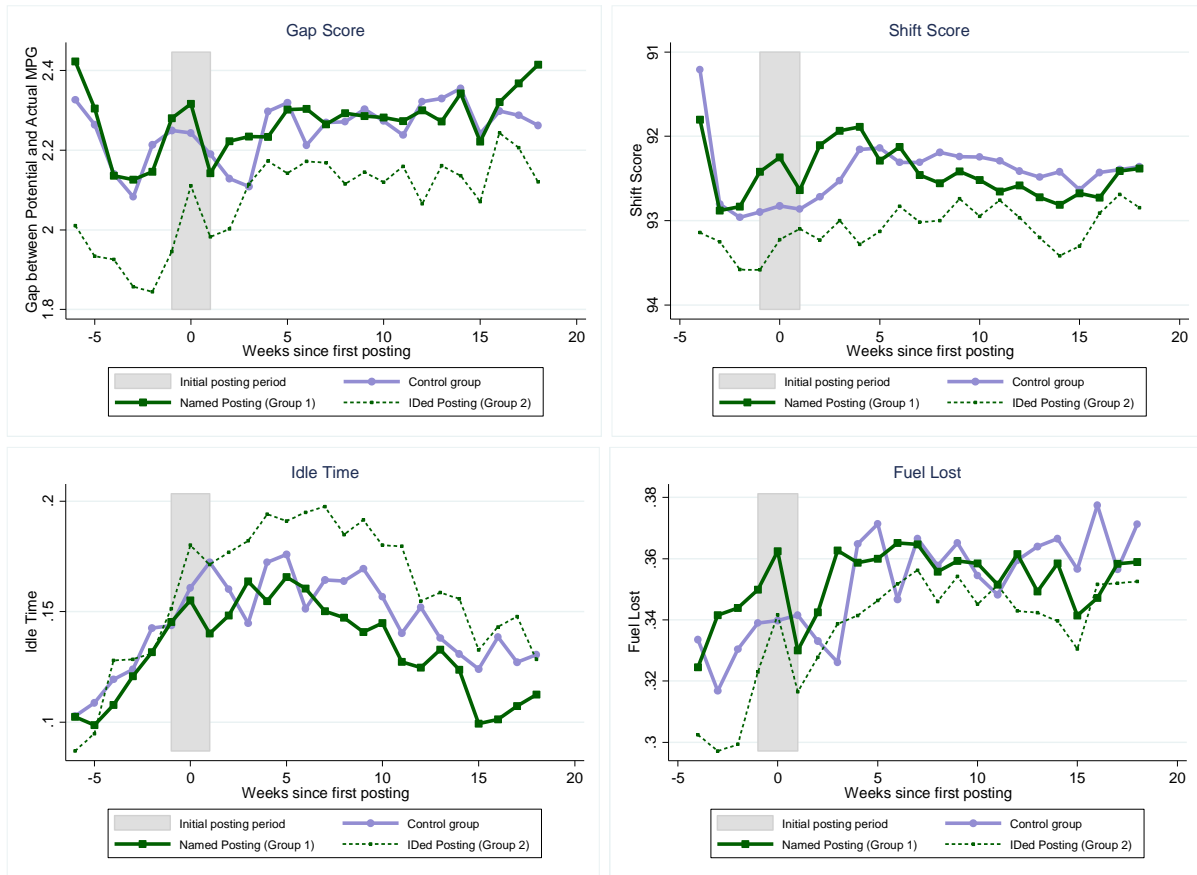 Gap Score
Gap between Potential and Actual MPG
2.4
2.2
2
1.8
-5 0 5 10 15 20
Weeks since first posting
Initial posting period Control group
Named Posting (Group 1) IDed Posting (Group 2)
Shift Score
Shift Score
91
92
93
94
-5 0 5 10 15 20
Weeks since first posting
Initial posting period Control group
Named Posting (Group 1) IDed Posting (Group 2)
Idle Time
Idle Time
.2
.15
.1
-5 0 5 10 15 20
Weeks since first posting
Initial posting period Control group
Named Posting (Group 1) IDed Posting (Group 2)
Fuel Lost
Fuel Lost
.38
.36
.34
.32
.3
-5 0 5 10 15 20
Weeks since first posting
Initial posting period Control group
Named Posting (Group 1) IDed Posting (Group 2)